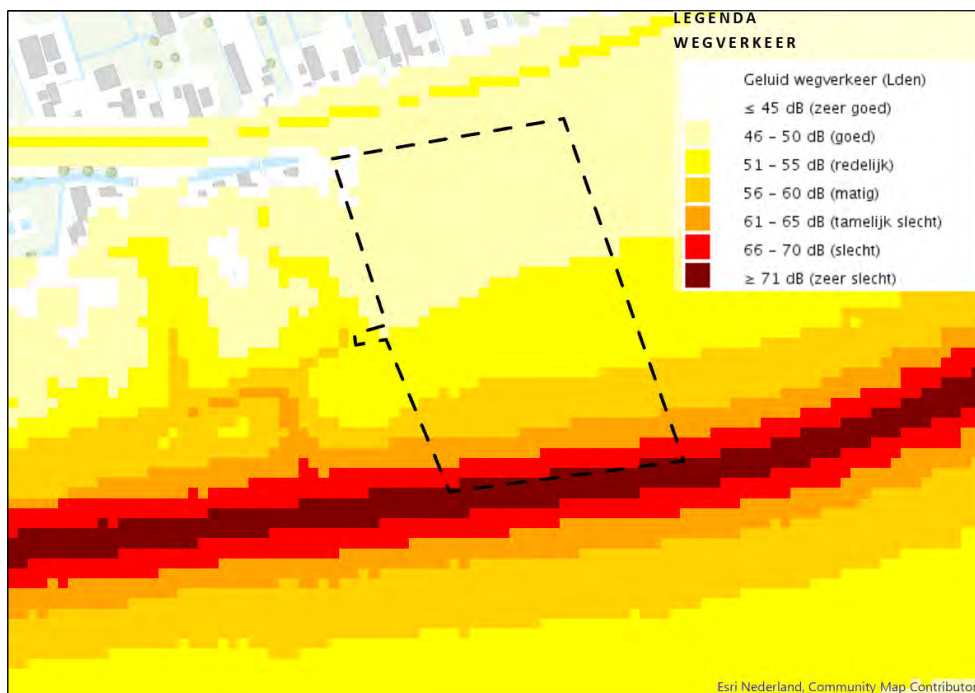 LEGENDA
WEGVERKEER
Geluid wegverkeer (Lden)
≤ 45 dB (zeer goed)
46 – 50 dB (goed)
51 – 55 dB (redelijk)
56 – 60 dB (matig)
61 – 65 dB (tamelijk slecht)
66 – 70 dB (slecht)
≥ 71 dB (zeer slecht)
Esri Nederland, Community Map Contributor